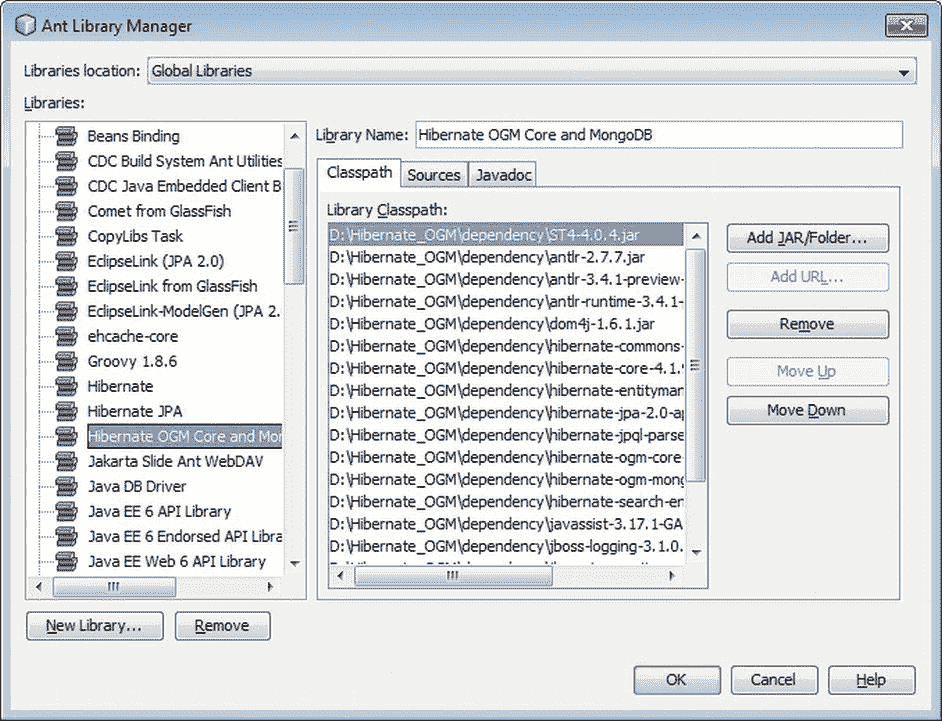 Ant Library Manager
Libraries location: Global Libraries
Libraries:
Beans Binding
CDC Build System Ant Utilities
CDC Java Embedded Client B
Comet from GlassFish
CopyLibs Task
EclipseLink (JPA 2.0)
EclipseLink from GlassFish
EclipseLink-ModelGen (JPA 2.
ehcache-core
Groovy 1.8.6
Hibernate
Hibernate JPA
Hibernate OGM Core and Mon
Jakarta Slide Ant WebDAV
Java DB Driver
Java EE 6 API Library
Java EE 6 Endorsed API Libra
Java EE Web 6 API Library
New Library...
Remove
Library Name: Hibernate OGM Core and MongoDB
Classpath
Sources
Javadoc
Library Classpath:
D:\Hibernate_OGM\dependency\ST4-4.0.4.jar
D:\Hibernate_OGM\dependency\antlr-2.7.7.jar
D:\Hibernate_OGM\dependency\antlr-3.4.1-preview-
D:\Hibernate_OGM\dependency\antlr-runtime-3.4.1-
D:\Hibernate_OGM\dependency\dom4j-1.6.1.jar
D:\Hibernate_OGM\dependency\hibernate-commons-
D:\Hibernate_OGM\dependency\hibernate-core-4.1.
D:\Hibernate_OGM\dependency\hibernate-entityman
D:\Hibernate_OGM\dependency\hibernate-jpa-2.0-ap
D:\Hibernate_OGM\dependency\hibernate-jpql-parse
D:\Hibernate_OGM\dependency\hibernate-ogm-core-
D:\Hibernate_OGM\dependency\hibernate-ogm-mong
D:\Hibernate_OGM\dependency\hibernate-search-en
D:\Hibernate_OGM\dependency\javassist-3.17.1-GA
D:\Hibernate_OGM\dependency\jboss-logging-3.1.0.
Add JAR/Folder...
Add URL...
Remove
Move Up
Move Down
OK
Cancel
Help